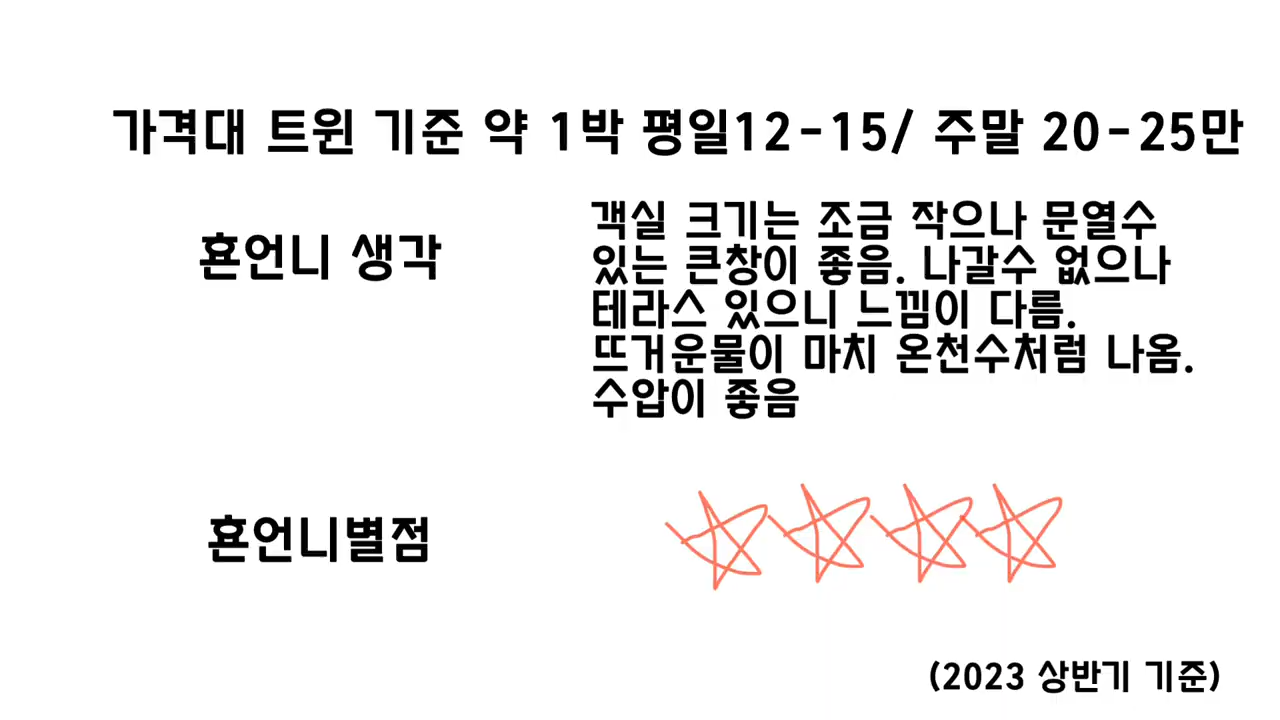 가격대 트윈 기준 약 1박 평일12-15/ 주말 20-25만
혼언니 생각
객실 크기는 조금 작으나 문열수
있는 큰창이 좋음. 나갈수 없으나
테라스 있으니 느낌이 다름.
뜨거운물이 마치 온천수처럼 나옴.
수압이 좋음
혼언니별점
(2023 상반기 기준)